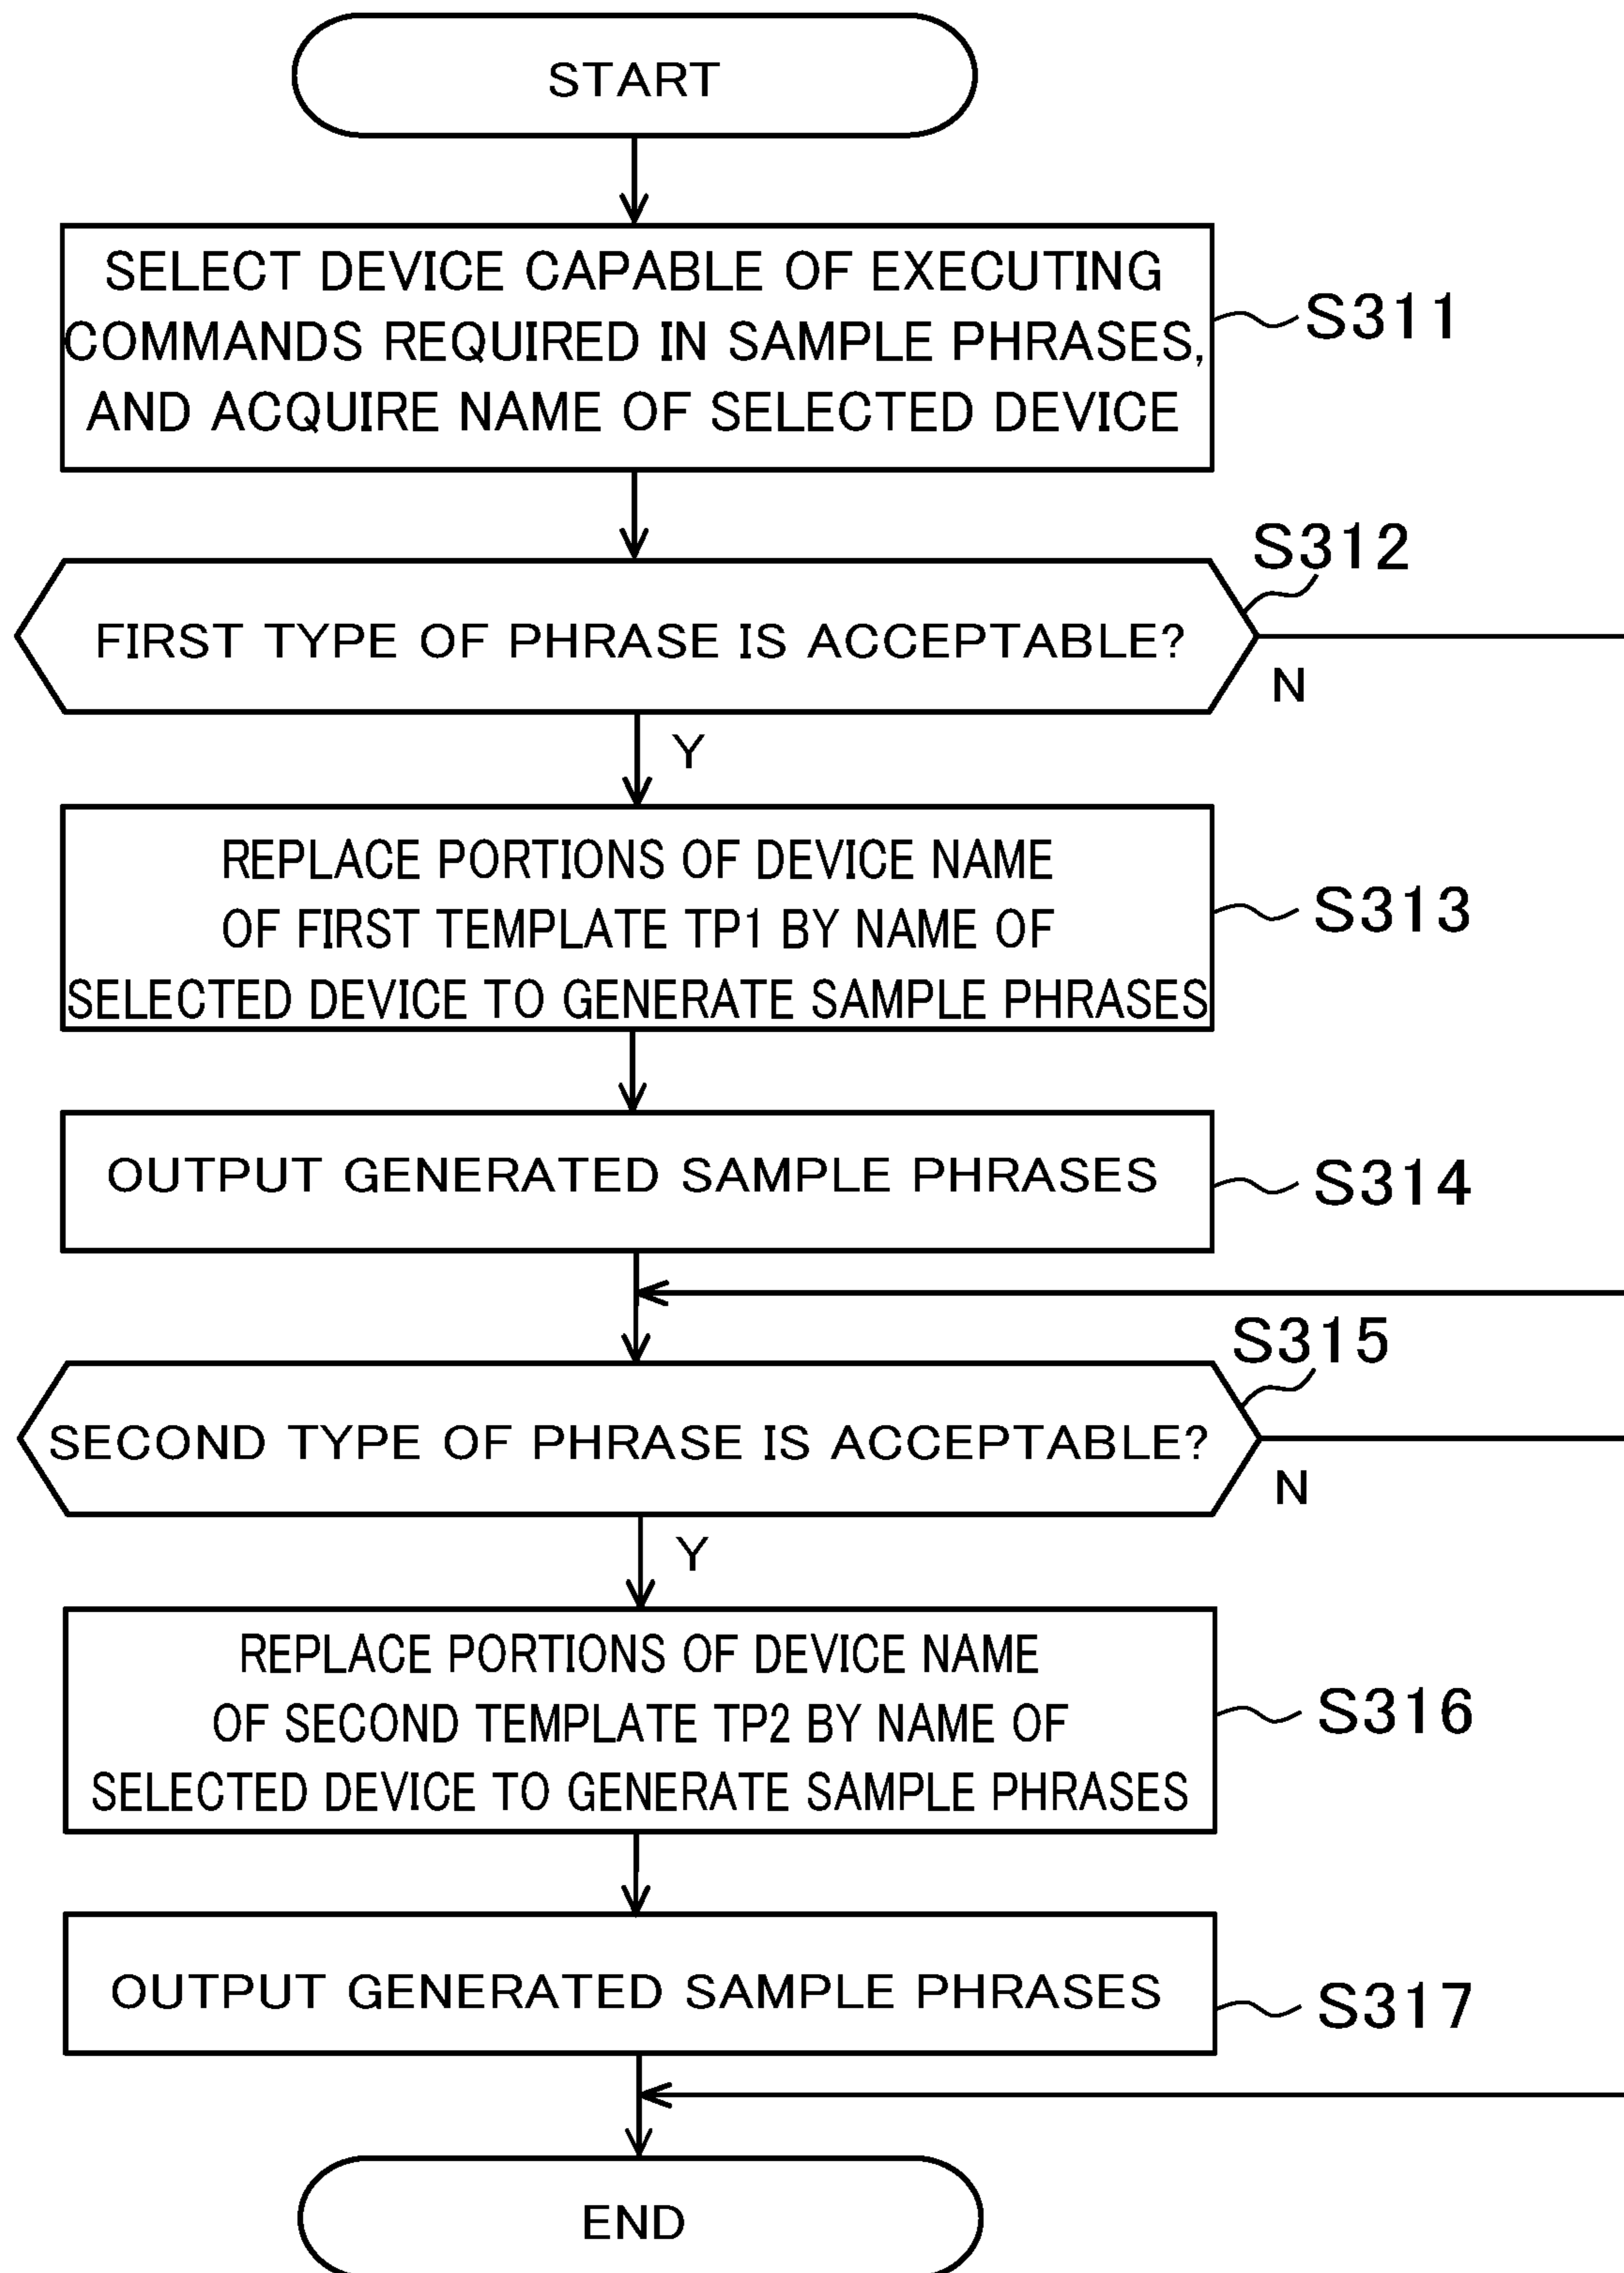 START
SELECT DEVICE CAPABLE OF EXECUTING
COMMANDS REQUIRED IN SAMPLE PHRASES,
AND ACQUIRE NAME OF SELECTED DEVICE
S311
S312
FIRST TYPE OF PHRASE IS ACCEPTABLE?
N
Y
REPLACE PORTIONS OF DEVICE NAME
OF FIRST TEMPLATE TP1 BY NAME OF
SELECTED DEVICE TO GENERATE SAMPLE PHRASES
S313
OUTPUT GENERATED SAMPLE PHRASES
S314
S315
SECOND TYPE OF PHRASE IS ACCEPTABLE?
N
Y
REPLACE PORTIONS OF DEVICE NAME
OF SECOND TEMPLATE TP2 BY NAME OF
SELECTED DEVICE TO GENERATE SAMPLE PHRASES
S316
OUTPUT GENERATED SAMPLE PHRASES
S317
END